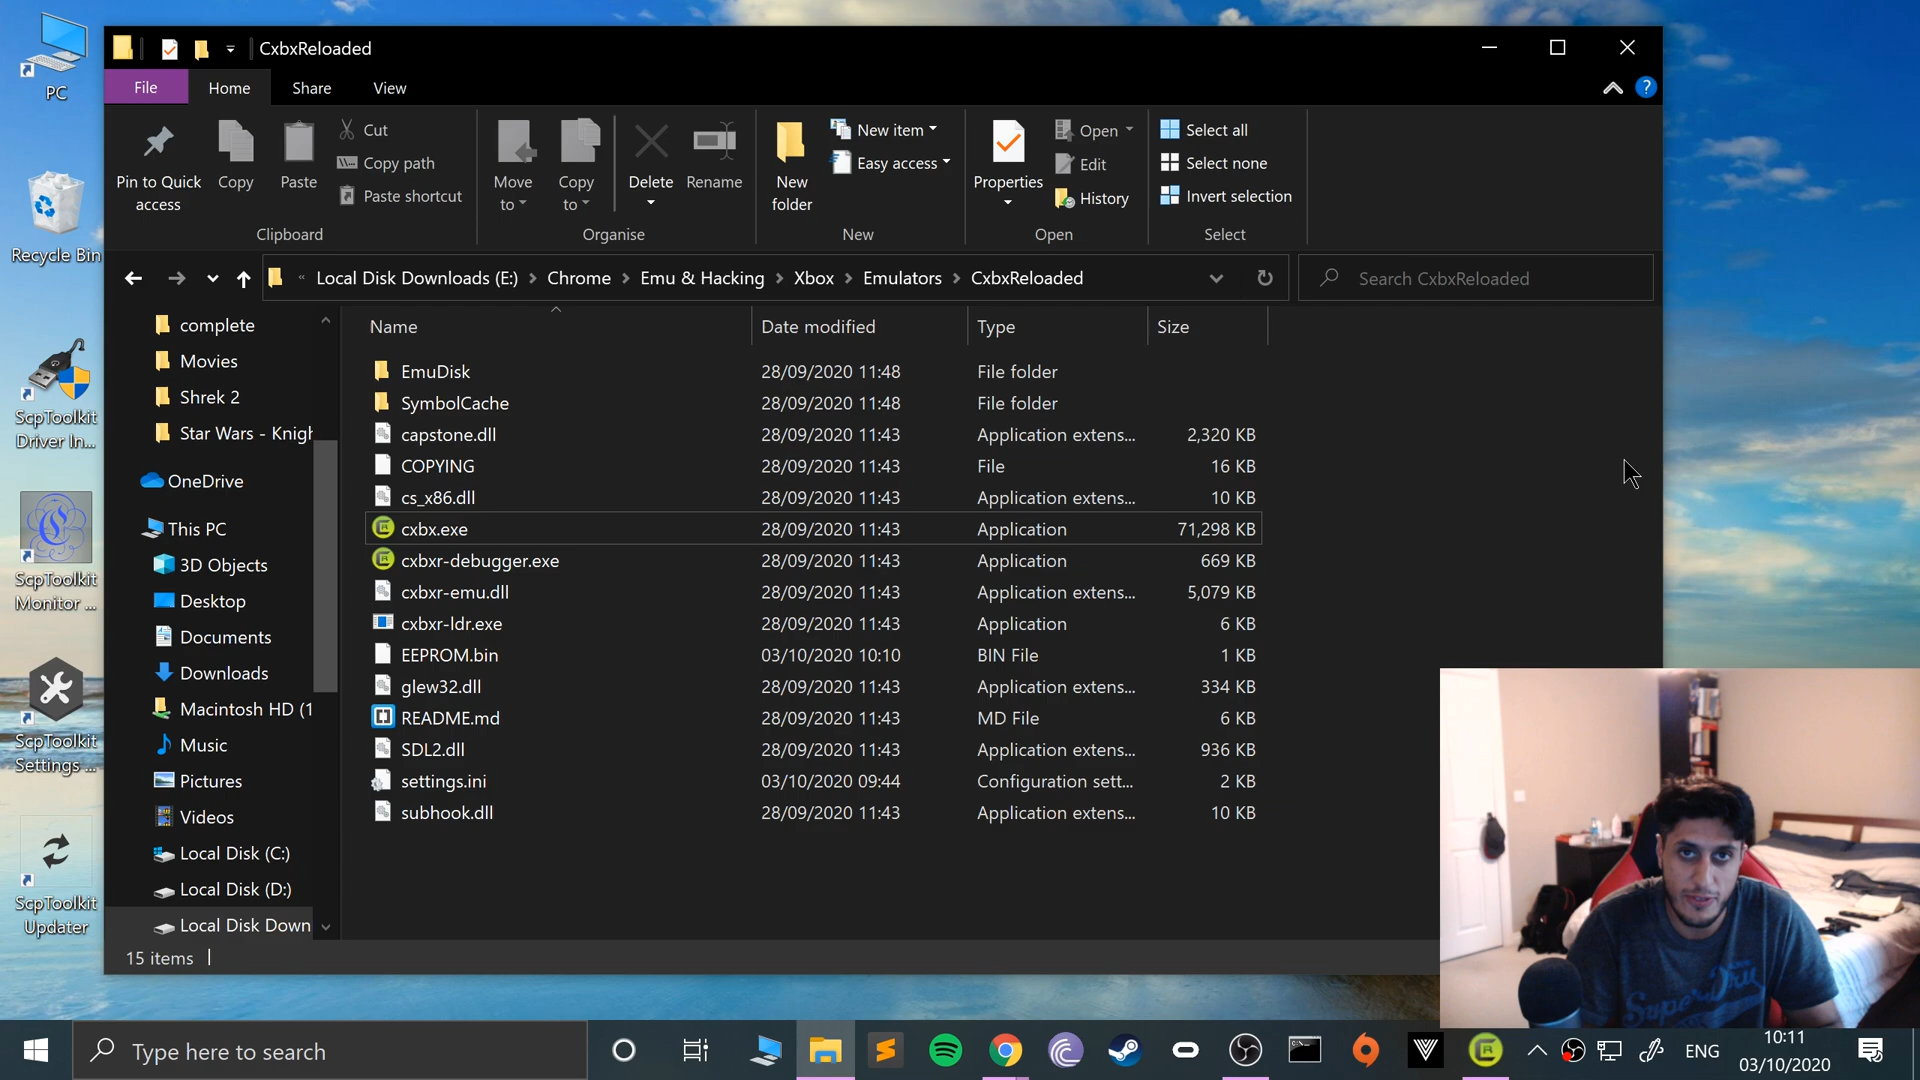 CxbxReloaded
File
Home
Share
View
Pin to Quick access
Copy
Paste
Cut
Copy path
Paste shortcut
Clipboard
Move to
Copy to
Delete
Rename
Organise
New folder
New item
Easy access
New
Properties
Open
Edit
History
Open
Select all
Select none
Invert selection
Select
« Local Disk Downloads (E:) > Chrome > Emu & Hacking > Xbox > Emulators > CxbxReloaded
Search CxbxReloaded
PC
Recycle Bin
ScpToolkit Driver In...
ScpToolkit Monitor ...
ScpToolkit Settings ...
ScpToolkit Updater
complete
Movies
Shrek 2
Star Wars - Knigh
OneDrive
This PC
3D Objects
Desktop
Documents
Downloads
Macintosh HD (1
Music
Pictures
Videos
Local Disk (C:)
Local Disk (D:)
Local Disk Down
Name Date modified Type Size
EmuDisk 28/09/2020 11:48 File folder
SymbolCache 28/09/2020 11:48 File folder
capstone.dll 28/09/2020 11:43 Application extens... 2,320 KB
COPYING 28/09/2020 11:43 File 16 KB
cs_x86.dll 28/09/2020 11:43 Application extens... 10 KB
cxbx.exe 28/09/2020 11:43 Application 71,298 KB
cxbxr-debugger.exe 28/09/2020 11:43 Application 669 KB
cxbxr-emu.dll 28/09/2020 11:43 Application extens... 5,079 KB
cxbxr-ldr.exe 28/09/2020 11:43 Application 6 KB
EEPROM.bin 03/10/2020 10:10 BIN File 1 KB
glew32.dll 28/09/2020 11:43 Application extens... 334 KB
README.md 28/09/2020 11:43 MD File 6 KB
SDL2.dll 28/09/2020 11:43 Application extens... 936 KB
settings.ini 03/10/2020 09:44 Configuration sett... 2 KB
subhook.dll 28/09/2020 11:43 Application extens... 10 KB
15 items
Type here to search
ENG
10:11
03/10/2020